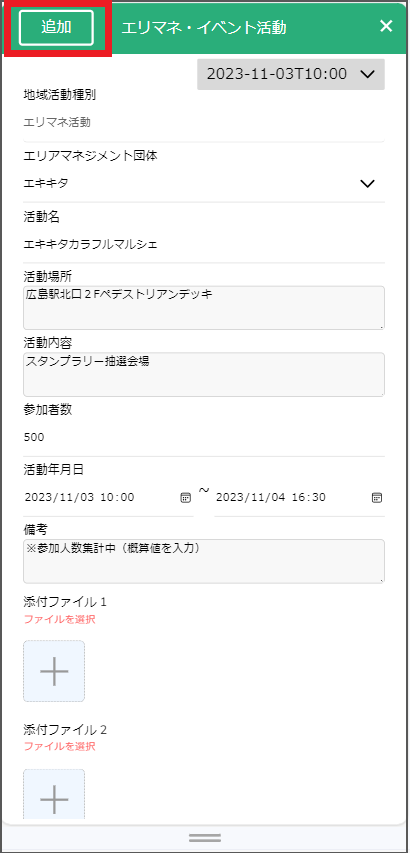 追加
エリマネ・イベント活動
2023-11-03T10:00
地域活動種別
エリマネ活動
エリアマネジメント団体
エキキタ
活動名
エキキタカラフルマルシェ
活動場所
広島駅北口２Fペデストリアンデッキ
活動内容
スタンプラリー抽選会場
参加者数
500
活動年月日
2023/11/03 10:00 ~ 2023/11/04 16:30
備考
※参加人数集計中（概算値を入力）
添付ファイル１
ファイルを選択
添付ファイル２
ファイルを選択